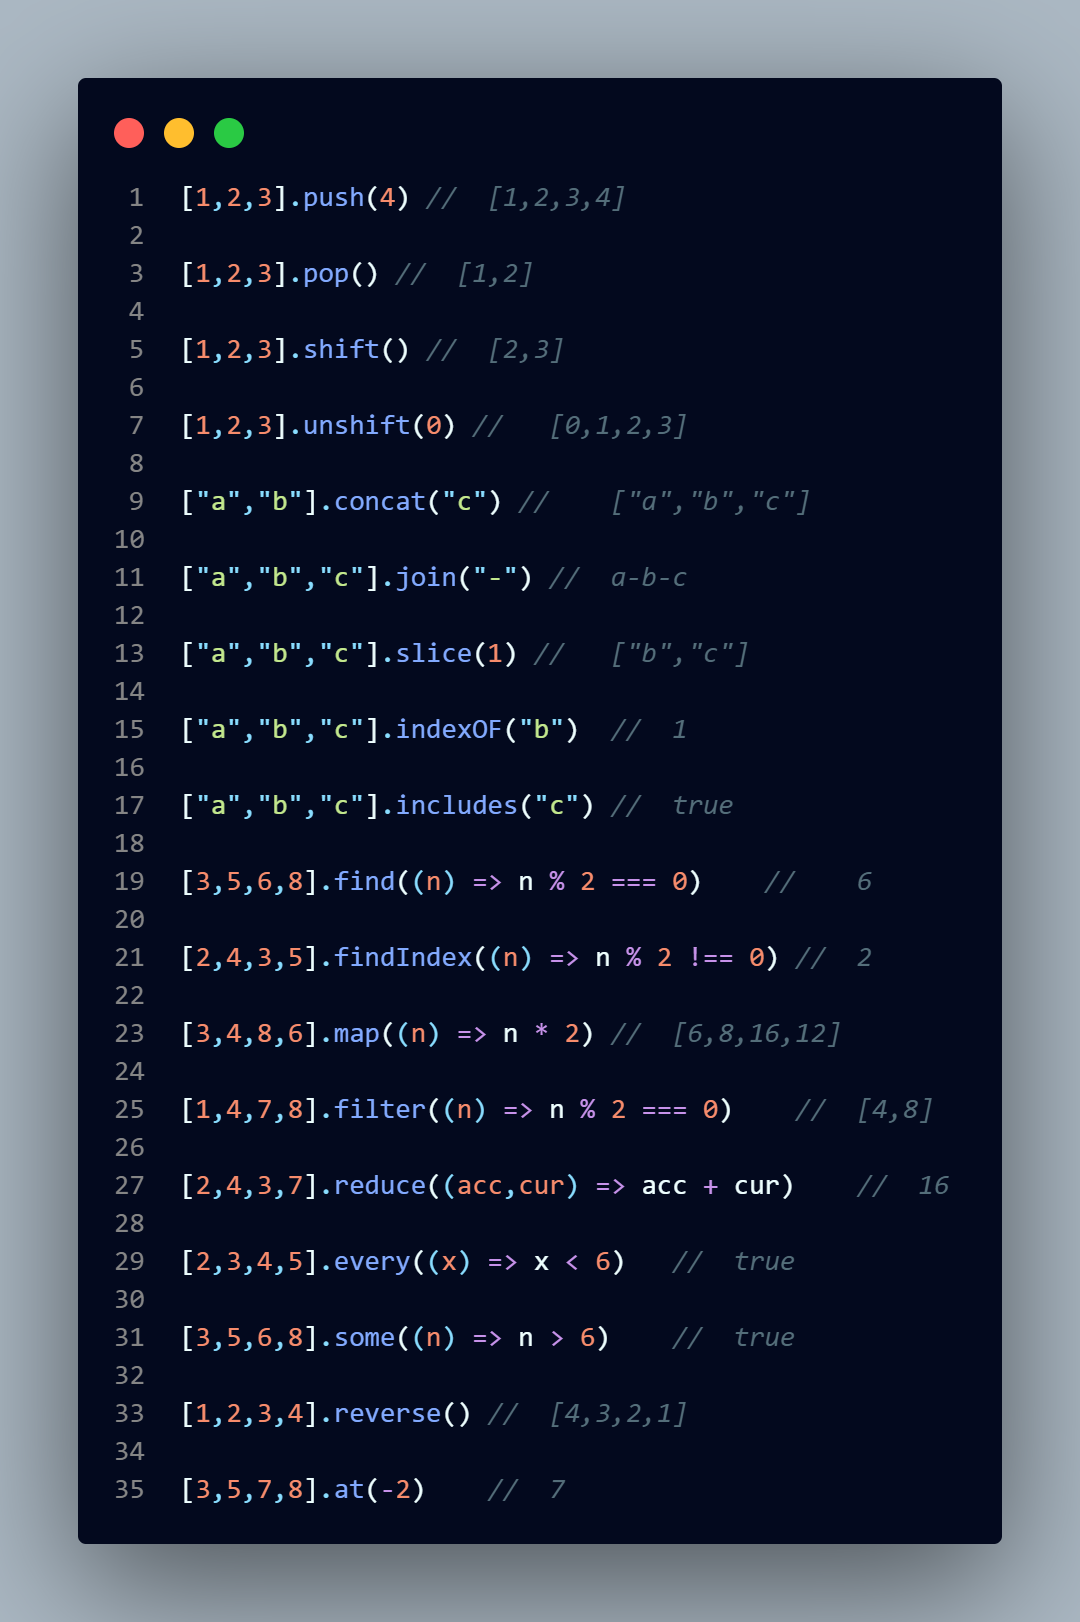 1 [1,2,3].push(4) //  [1,2,3,4]
2
3 [1,2,3].pop() //  [1,2]
4
5 [1,2,3].shift() //  [2,3]
6
7 [1,2,3].unshift(0) //   [0,1,2,3]
8
9 ["a","b"].concat("c") //    ["a","b","c"]
10
11 ["a","b","c"].join("-") //  a-b-c
12
13 ["a","b","c"].slice(1) //   ["b","c"]
14
15 ["a","b","c"].indexOF("b")  //  1
16
17 ["a","b","c"].includes("c") //  true
18
19 [3,5,6,8].find((n) => n % 2 === 0)    //    6
20
21 [2,4,3,5].findIndex((n) => n % 2 !== 0) //  2
22
23 [3,4,8,6].map((n) => n * 2) //  [6,8,16,12]
24
25 [1,4,7,8].filter((n) => n % 2 === 0)    //  [4,8]
26
27 [2,4,3,7].reduce((acc,cur) => acc + cur)    //  16
28
29 [2,3,4,5].every((x) => x < 6)   //  true
30
31 [3,5,6,8].some((n) => n > 6)    //  true
32
33 [1,2,3,4].reverse() //  [4,3,2,1]
34
35 [3,5,7,8].at(-2)    //  7